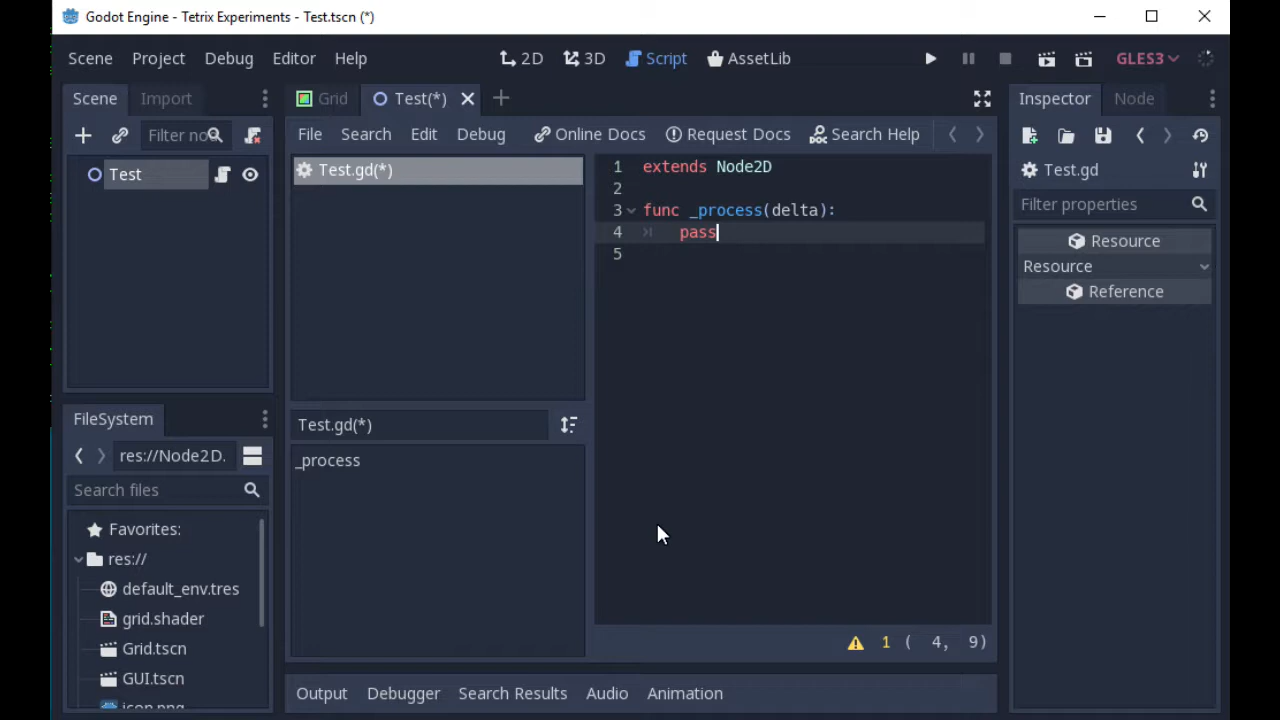 Godot Engine - Tetrix Experiments - Test.tscn (*)
Scene Project Debug Editor Help 2D 3D Script AssetLib GLES3
Scene Import
Filter no
Test
Grid Test(*)
File Search Edit Debug Online Docs Request Docs Search Help
Test.gd(*)
Test.gd(*)
_process
1 extends Node2D
2
3 func _process(delta):
4 pass
5
1 ( 4, 9)
Inspector Node
Test.gd
Filter properties
Resource
Resource
Reference
FileSystem
res://Node2D.
Search files
Favorites:
res://
default_env.tres
grid.shader
Grid.tscn
GUI.tscn
icon.png
Output Debugger Search Results Audio Animation